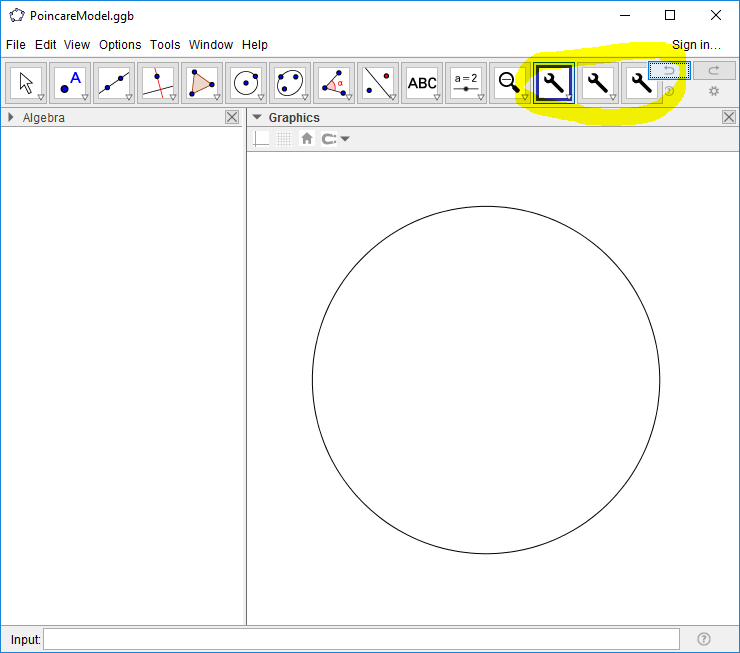 PoincareModel.ggb
File Edit View Options Tools Window Help Sign in...
A α ABC a=2
Algebra Graphics
Input: